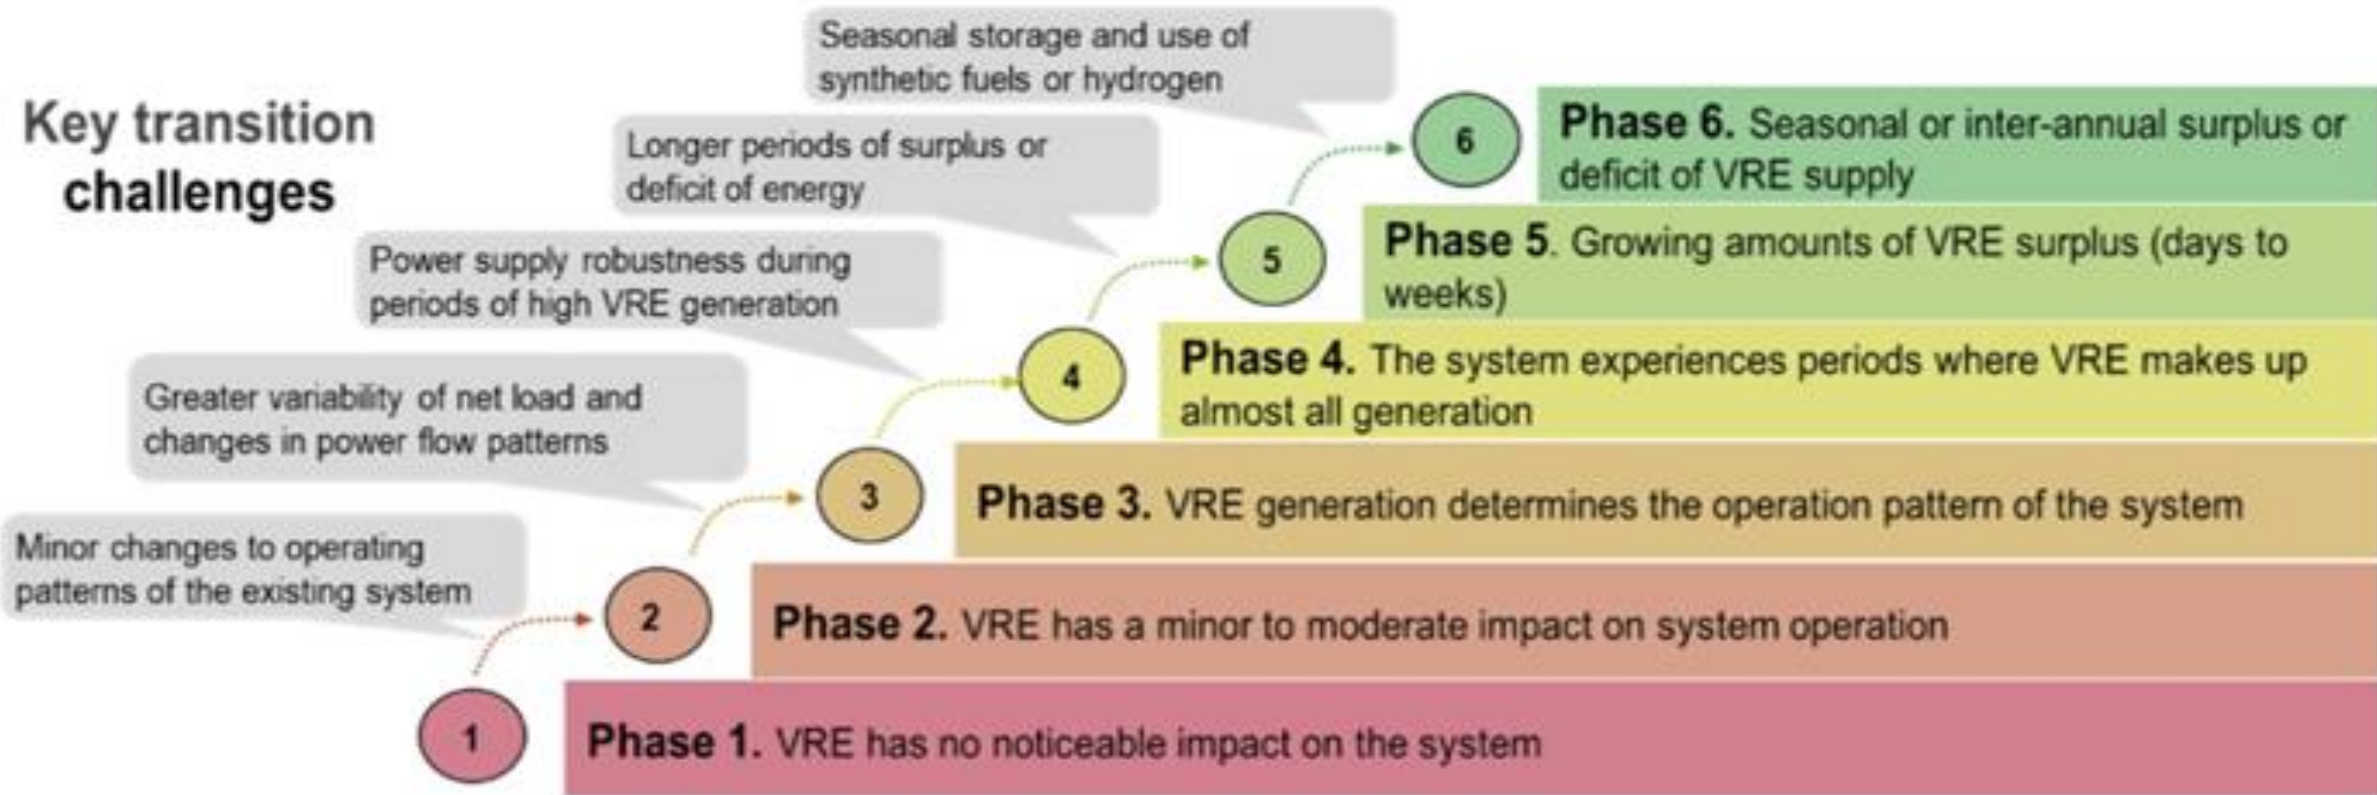 Key transition
challenges
Seasonal storage and use of
synthetic fuels or hydrogen
Longer periods of surplus or
deficit of energy
Power supply robustness during
periods of high VRE generation
Greater variability of net load and
changes in power flow patterns
Minor changes to operating
patterns of the existing system
6
Phase 6. Seasonal or inter-annual surplus or
deficit of VRE supply
5
Phase 5. Growing amounts of VRE surplus (days to
weeks)
4
Phase 4. The system experiences periods where VRE makes up
almost all generation
3
Phase 3. VRE generation determines the operation pattern of the system
2
Phase 2. VRE has a minor to moderate impact on system operation
1
Phase 1. VRE has no noticeable impact on the system